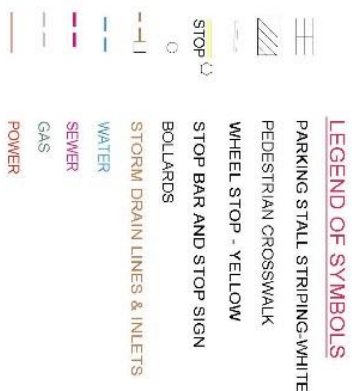 LEGEND OF SYMBOLS
PARKING STALL STRIPING-WHITE
PEDESTRIAN CROSSWALK
WHEEL STOP - YELLOW
STOP STOP BAR AND STOP SIGN
BOLLARDS
STORM DRAIN LINES & INLETS
WATER
SEWER
GAS
POWER